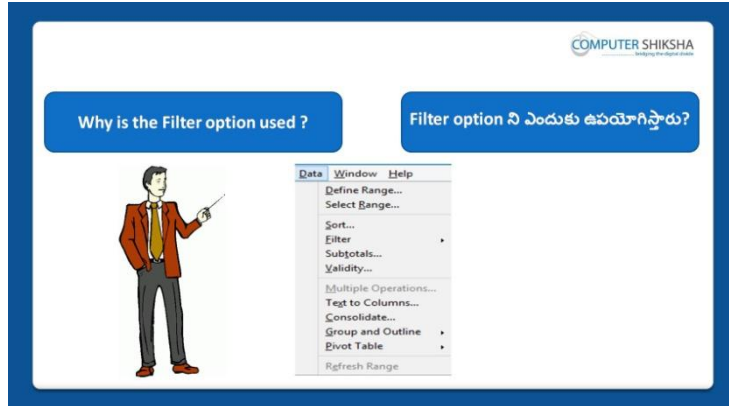 COMPUTER SHIKSHA
bridging the digital divide
Why is the Filter option used ?
Filter option ని ఎందుకు ఉపయోగిస్తారు?
Data Window Help
Define Range...
Select Range...
Sort...
Filter
Subtotals...
Validity...
Multiple Operations...
Text to Columns...
Consolidate...
Group and Outline
Pivot Table
Refresh Range